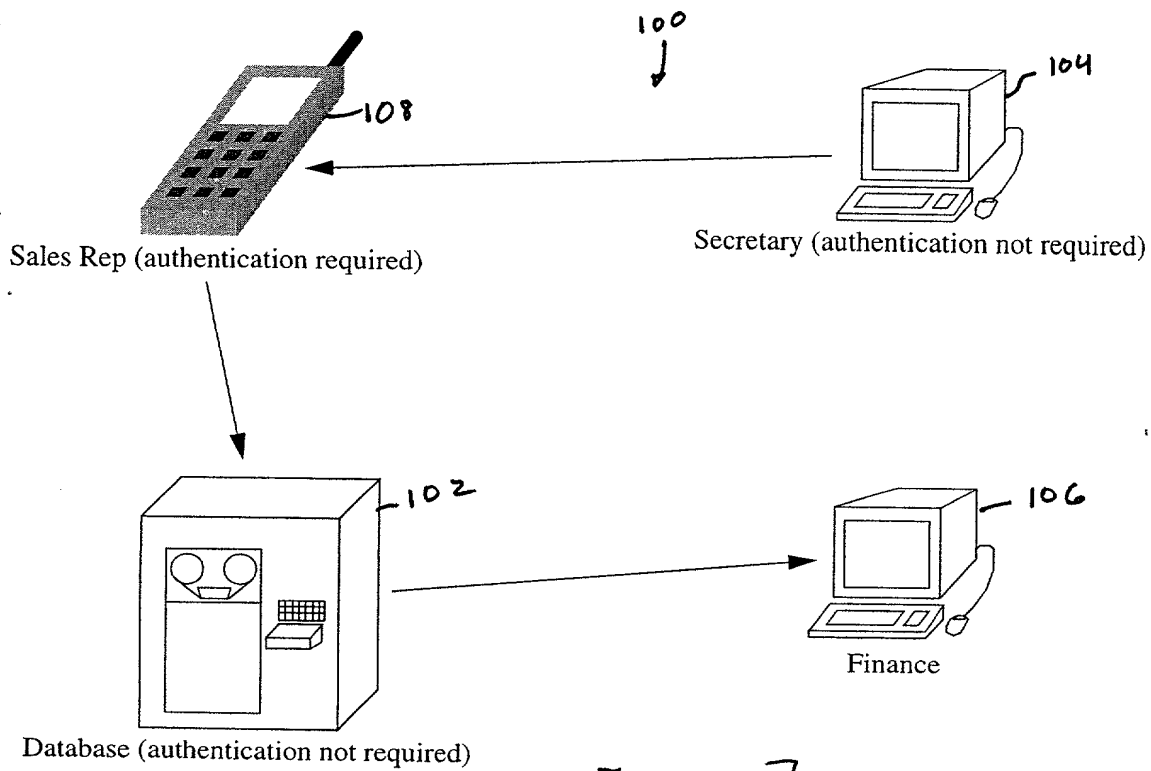 100
104
108
Secretary (authentication not required)
Sales Rep (authentication required)
102
106
Finance
Database (authentication not required)